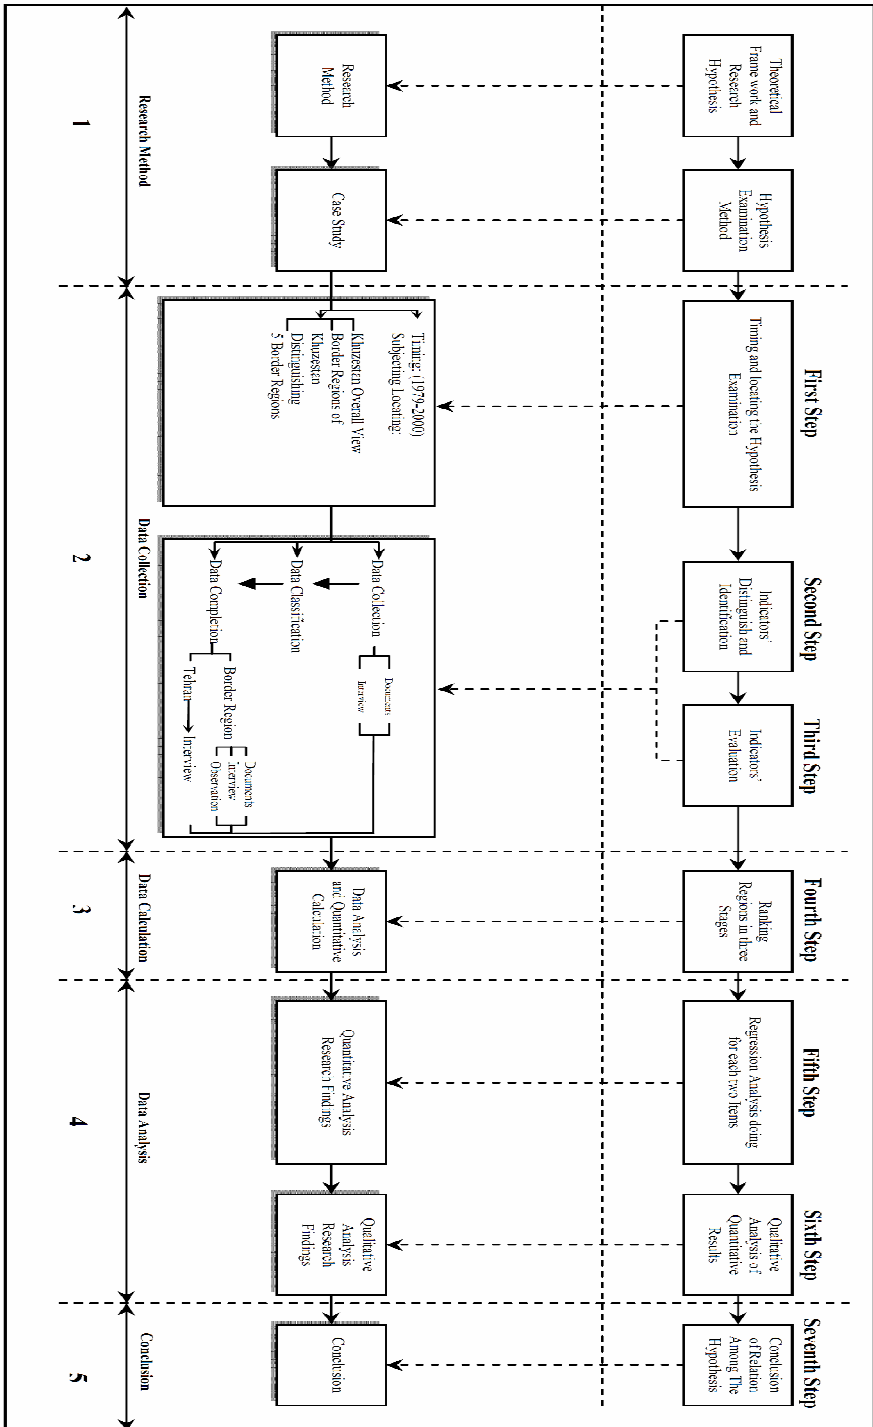 First Step
Second Step
Third Step
Fourth Step
Fifth Step
Sixth Step
Seventh Step
Theoretical
Frame work and
Research
Hypothesis
Hypothesis
Examination
Method
Timing and locating the Hypothesis
Examination
Indicators'
Distinguish and
Identification
Indicators'
Evaluation
Ranking
Regions in three
Stages
Regression Analysis doing
for each two Items
Qualitative
Analysis of
Quantitative
Results
Conclusion
of Relation
Among The
Hypothesis
Research
Method
Case Study
Timing: (1979-2000)
Subjecting Locating:
Khuzestan Overall View
Border Regions of
Khuzestan
Distinguishing
5 Border Regions
Data Collection
Documents
Interview
Data Classification
Data Completion
Border Region
Documents
Interview
Observation
Tehran
Interview
Data Analysis
and Quantitative
Calculation
Quantitative Analysis
Research Findings
Qualitative
Analysis
Research
Findings
Conclusion
Research Method
Data Collection
Data Calculation
Data Analysis
Conclusion
1
2
3
4
5